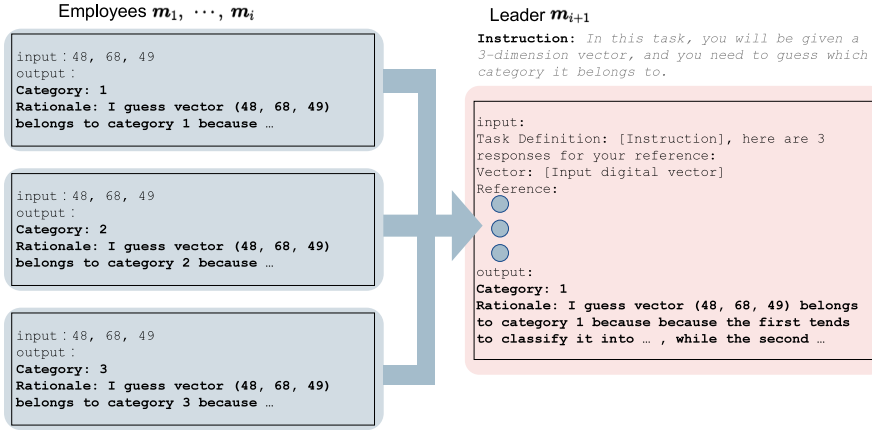 Employees m₁, ⋯, mᵢ
input：48, 68, 49
output：
Category: 1
Rationale: I guess vector (48, 68, 49)
belongs to category 1 because …
input：48, 68, 49
output：
Category: 2
Rationale: I guess vector (48, 68, 49)
belongs to category 2 because …
input：48, 68, 49
output：
Category: 3
Rationale: I guess vector (48, 68, 49)
belongs to category 3 because …
Leader mᵢ₊₁
Instruction: In this task, you will be given a
3-dimension vector, and you need to guess which
category it belongs to.
input:
Task Definition: [Instruction], here are 3
responses for your reference:
Vector: [Input digital vector]
Reference:
output:
Category: 1
Rationale: I guess vector (48, 68, 49) belongs
to category 1 because because the first tends
to classify it into … , while the second …